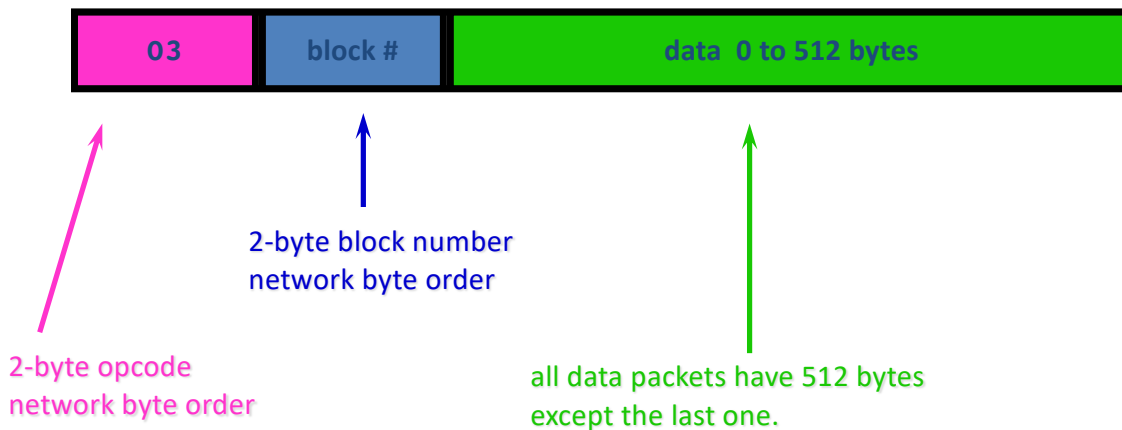 03
block #
data 0 to 512 bytes
2-byte block number
network byte order
2-byte opcode
network byte order
all data packets have 512 bytes
except the last one.